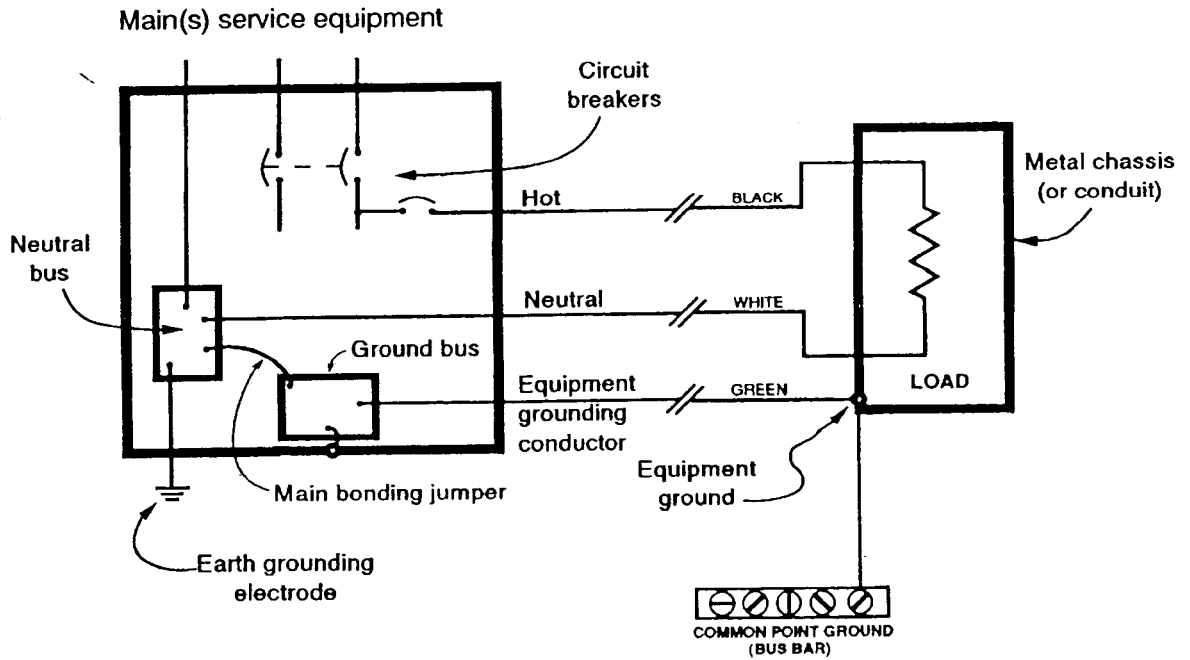 Main(s) service equipment
Circuit
breakers
Metal chassis
(or conduit)
Hot
BLACK
Neutral
bus
Neutral
WHITE
Ground bus
LOAD
Equipment
grounding
conductor
GREEN
Equipment
ground
Main bonding jumper
Earth grounding
electrode
COMMON POINT GROUND
(BUS BAR)